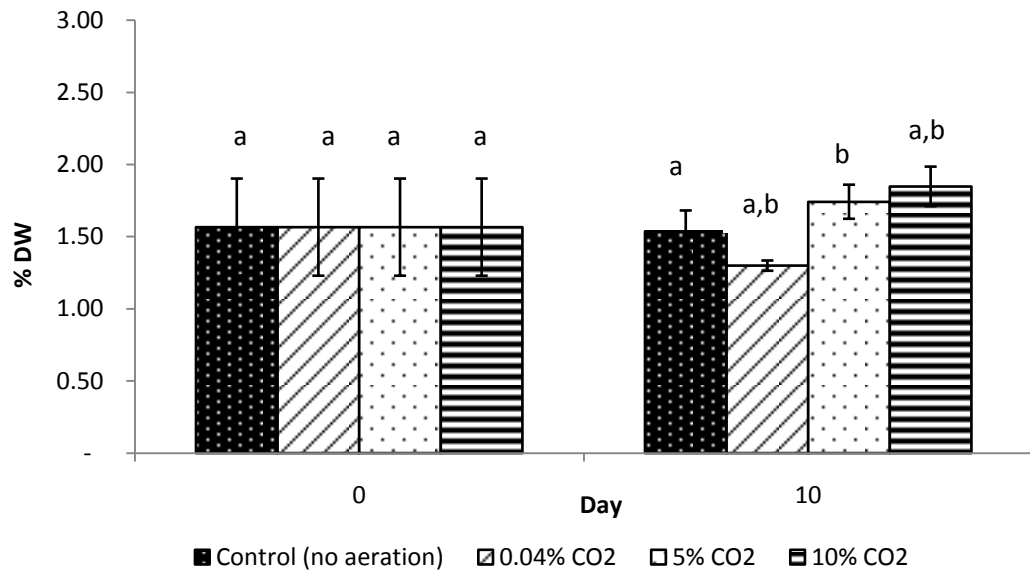 3.00
2.50
2.00
1.50
1.00
0.50
-
% DW
a a a a
a a,b b a,b
0 10
Day
Control (no aeration) 0.04% CO2 5% CO2 10% CO2